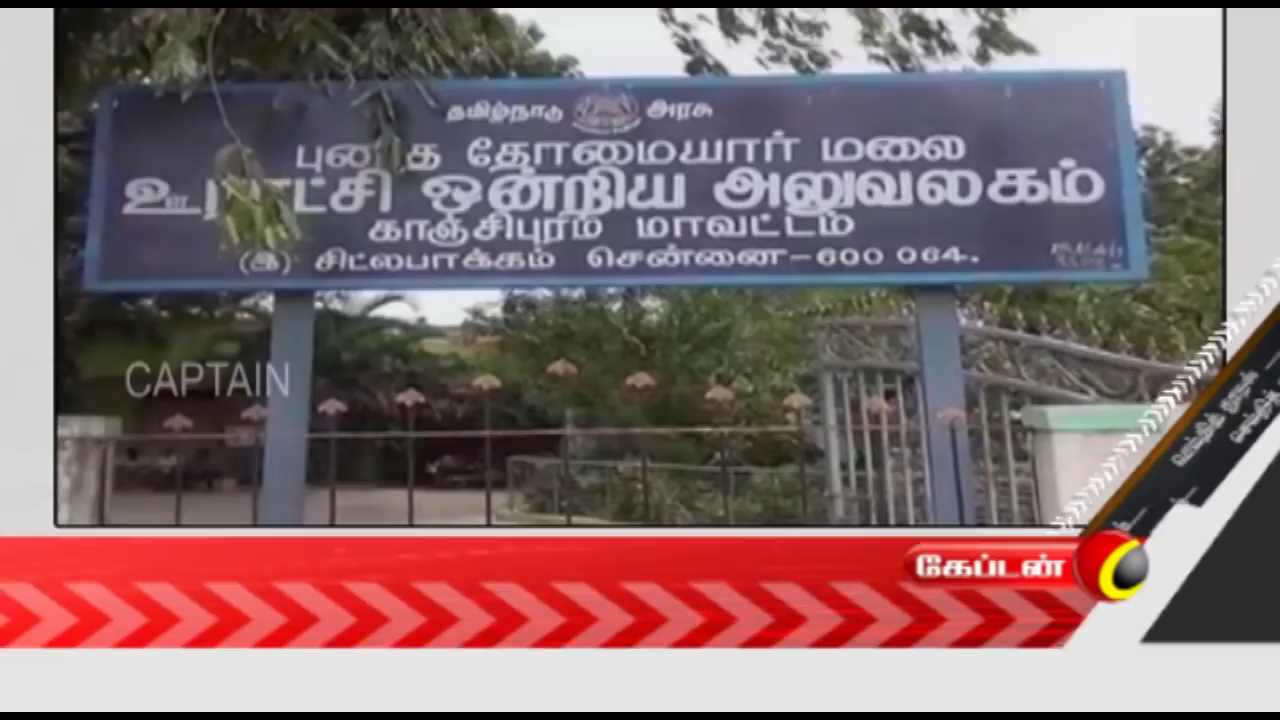 தமிழ்நாடு அரசு
புனித தோமையார் மலை
ஊராட்சி ஒன்றிய அலுவலகம்
காஞ்சிபுரம் மாவட்டம்
(இ) சிட்லபாக்கம் சென்னை-600 064.
CAPTAIN
கேப்டன்